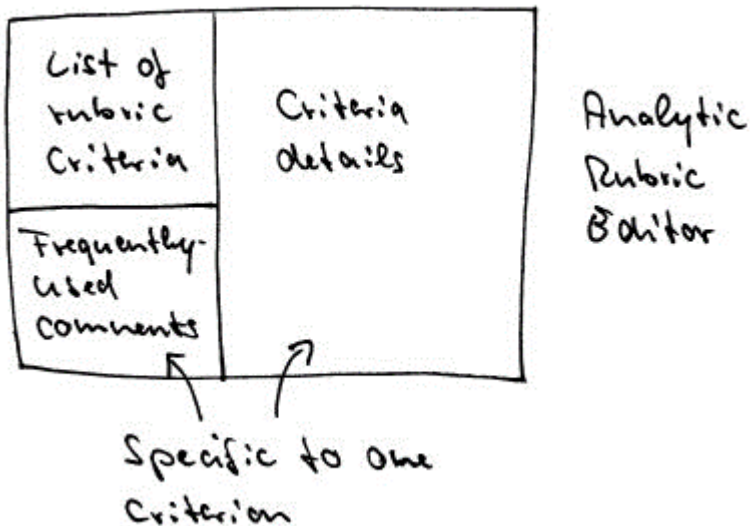 List of
rubric
Criteria
Criteria
details
Frequently-
used
comments
Analytic
Rubric
Editor
Specific to one
Criterion